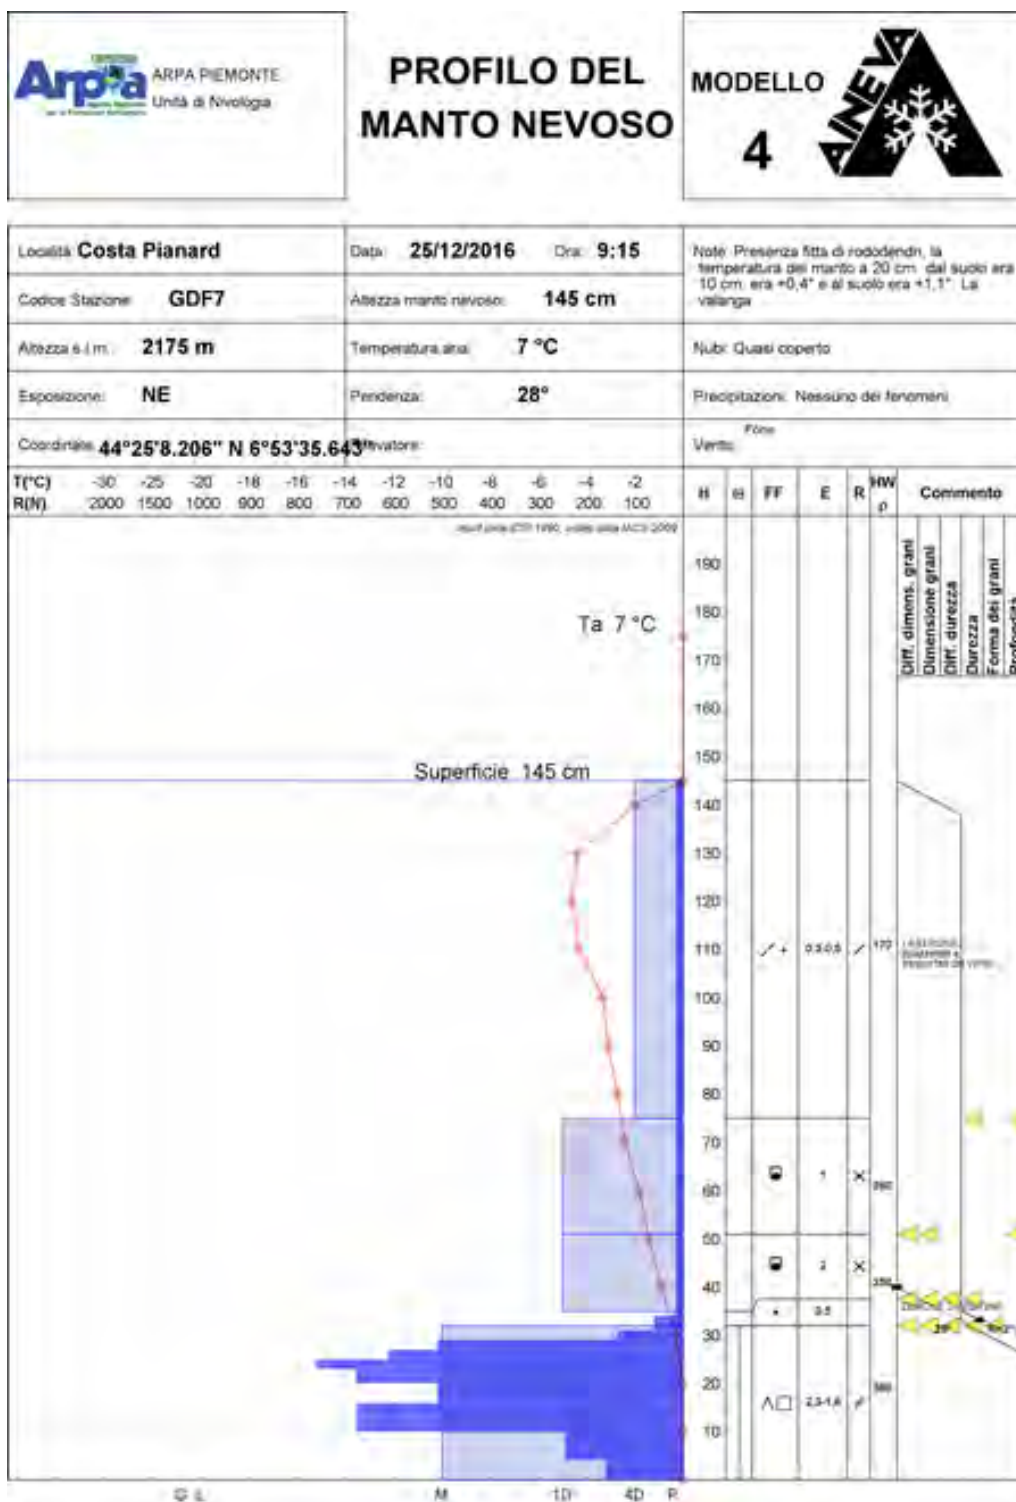 Arpa
ARPA PIEMONTE
Unità di Nivologia
PROFILO DEL
MANTO NEVOSO
MODELLO
4
AINEVA
Località: Costa Pianard
Data: 25/12/2016 Ora: 9:15
Note: Presenza fitta di rododendri, la
temperatura del manto a 20 cm dal suolo era
10 cm. era +0,4° e al suolo era +1,1°. La
valanga
Codice Stazione: GDF7
Altezza manto nevoso: 145 cm
Altezza s.l.m.: 2175 m
Temperatura aria: 7 °C
Nubi: Quasi coperto
Esposizione: NE
Pendenza: 28°
Precipitazioni: Nessuno dei fenomeni
Coordinate: 44°25'8.206" N 6°53'35.643"
Vento:
T(°C) -30 -25 -20 -18 -16 -14 -12 -10 -8 -6 -4 -2
R(N) 2000 1500 1000 900 800 700 600 500 400 300 200 100
H θ FF E R HW ρ Commento
Diff. dimens. grani
Dimensione grani
Diff. durezza
Durezza
Forma dei grani
Profondità
190
180
Ta 7 °C
170
160
150
Superficie 145 cm
140
130
120
110
100
90
80
70
60
1
50
2
40
0.5
30
20
10
M 1D 4D P